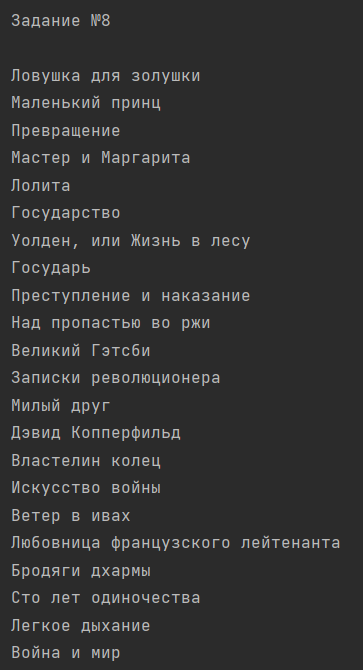 Задание №8
Ловушка для золушки
Маленький принц
Превращение
Мастер и Маргарита
Лолита
Государство
Уолден, или Жизнь в лесу
Государь
Преступление и наказание
Над пропастью во ржи
Великий Гэтсби
Записки революционера
Милый друг
Дэвид Копперфильд
Властелин колец
Искусство войны
Ветер в ивах
Любовница французского лейтенанта
Бродяги дхармы
Сто лет одиночества
Легкое дыхание
Война и мир